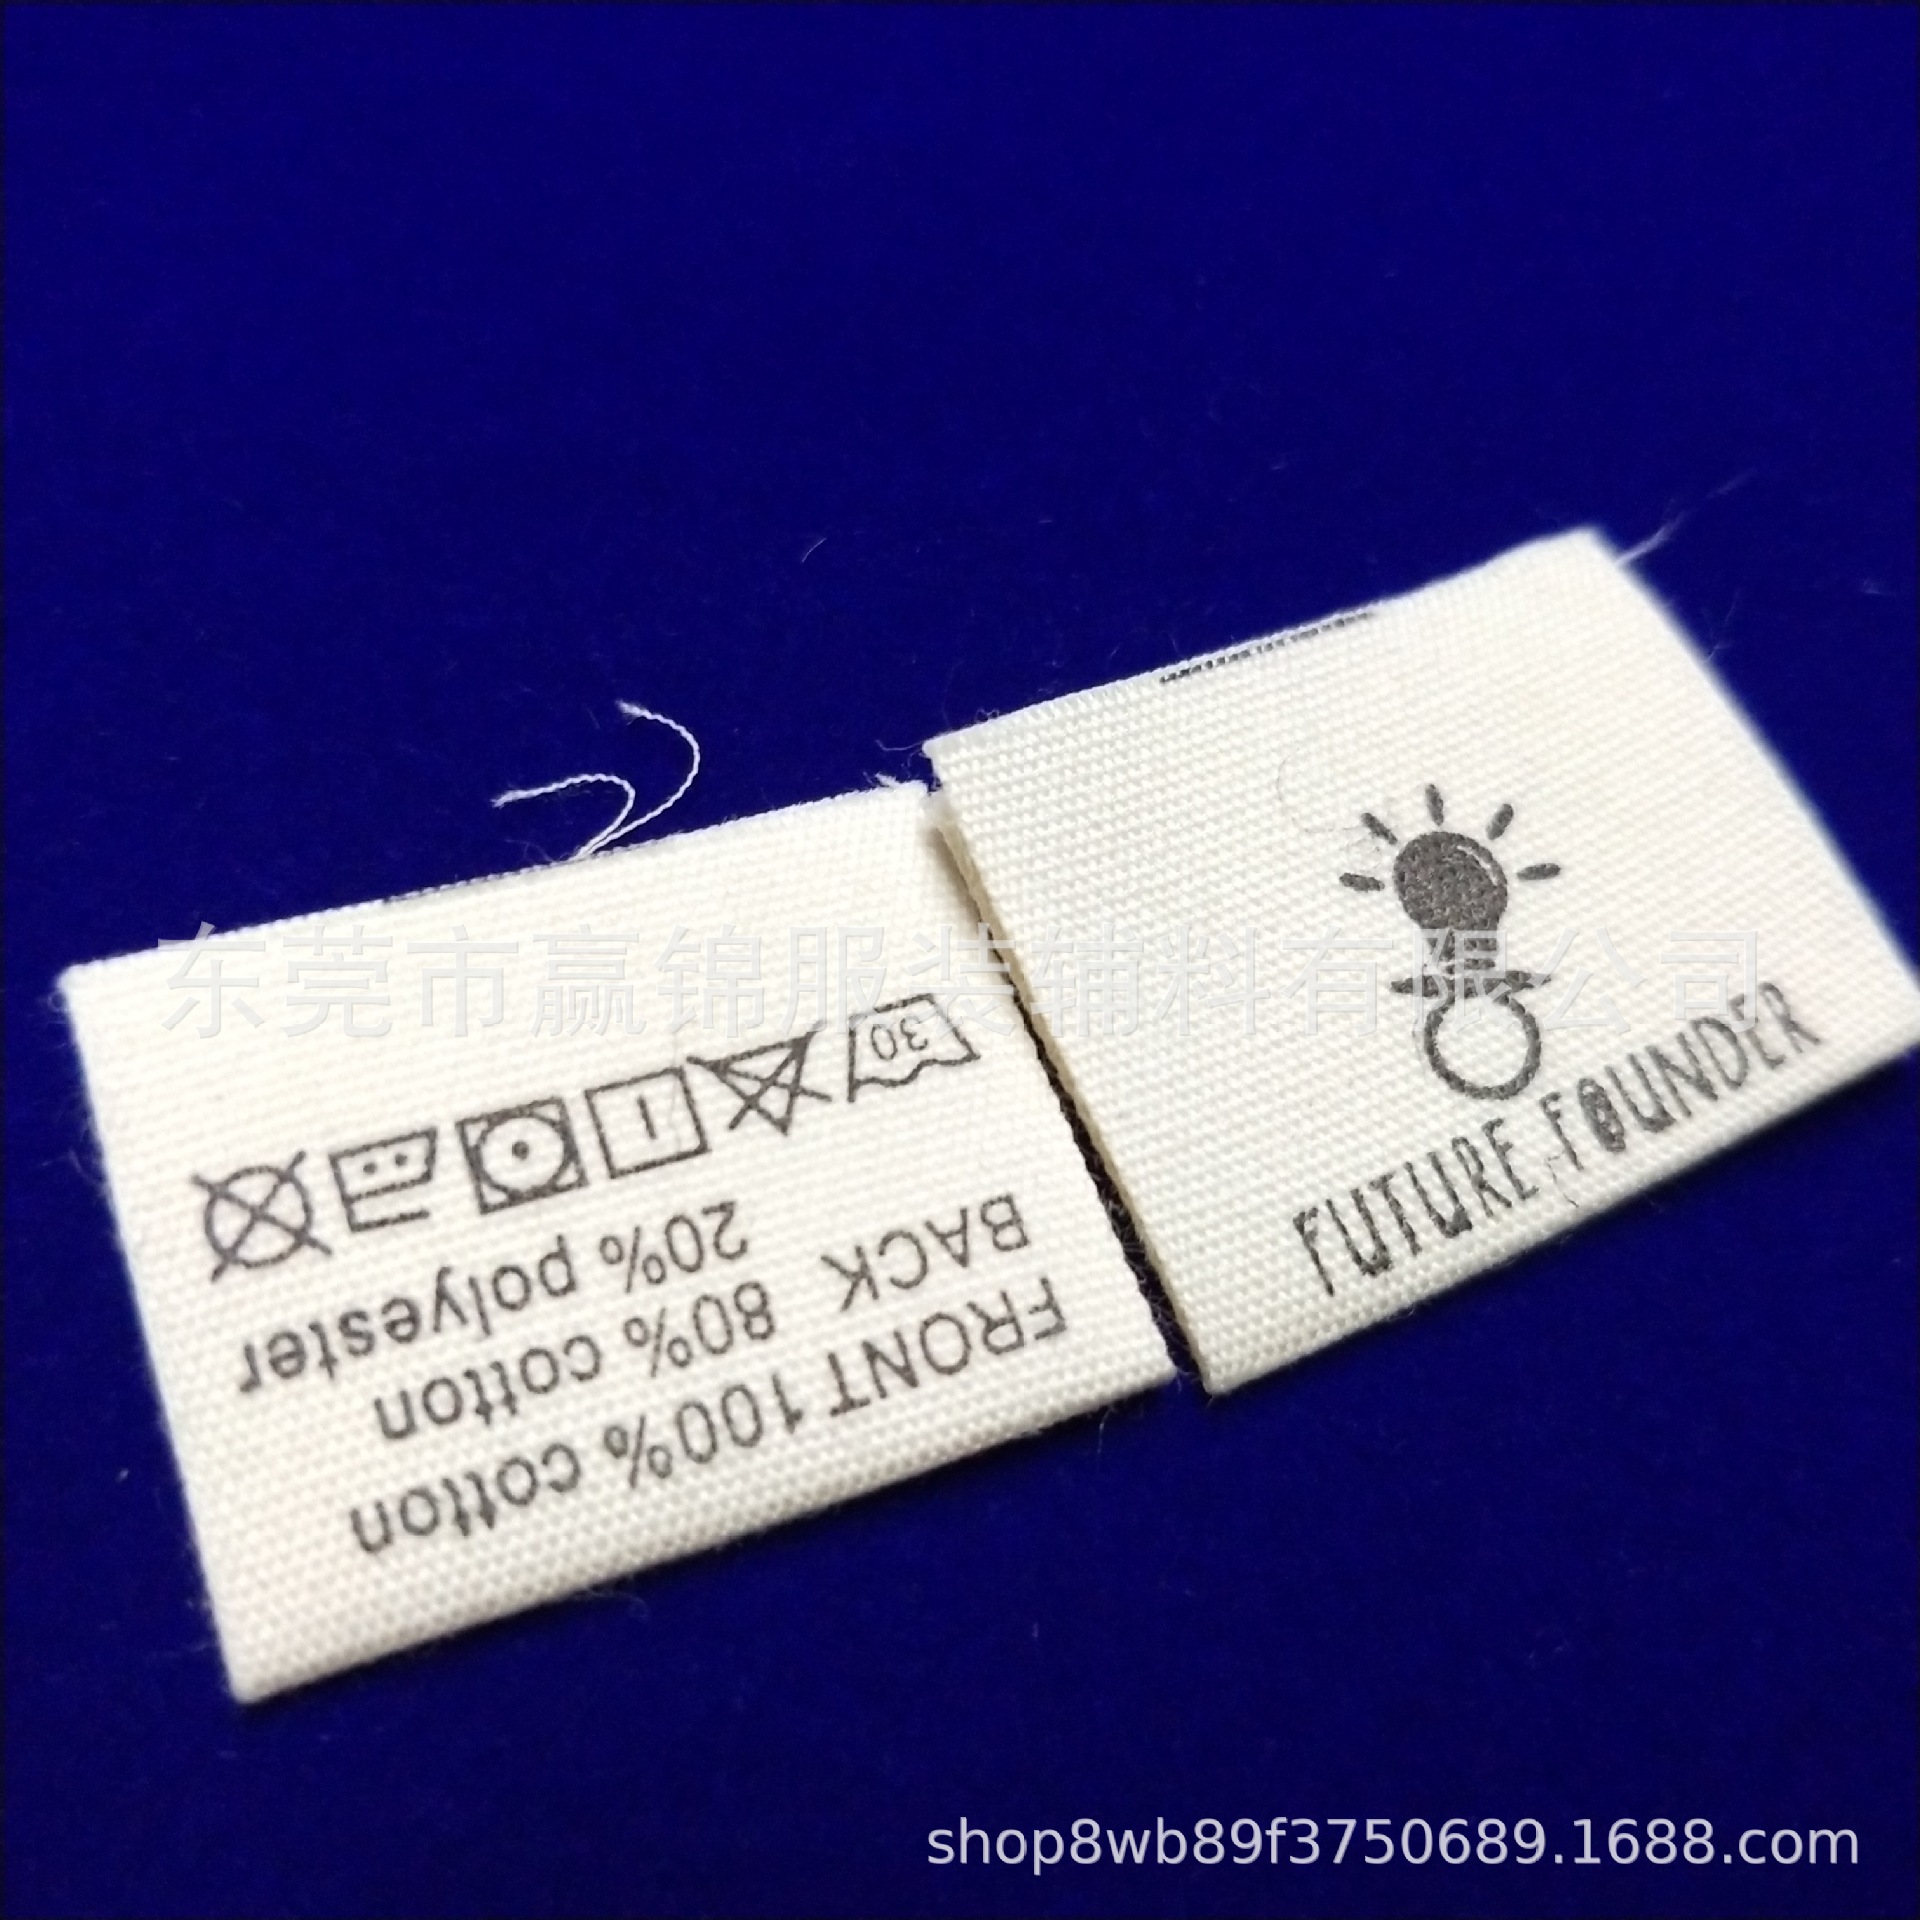 东莞市赢锦服装辅料有限公司
FRONT 100% cotton
BACK 80% cotton
20% polyester
30
FUTURE FOUNDER
shop8wb89f3750689.1688.com